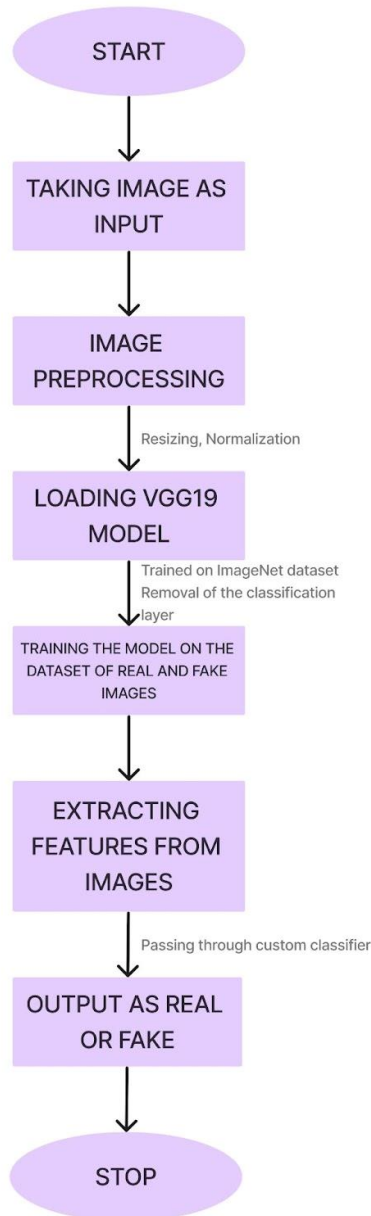 START
TAKING IMAGE AS
INPUT
IMAGE
PREPROCESSING
Resizing, Normalization
LOADING VGG19
MODEL
Trained on ImageNet dataset
Removal of the classification
layer
TRAINING THE MODEL ON THE
DATASET OF REAL AND FAKE
IMAGES
EXTRACTING
FEATURES FROM
IMAGES
Passing through custom classifier
OUTPUT AS REAL
OR FAKE
STOP